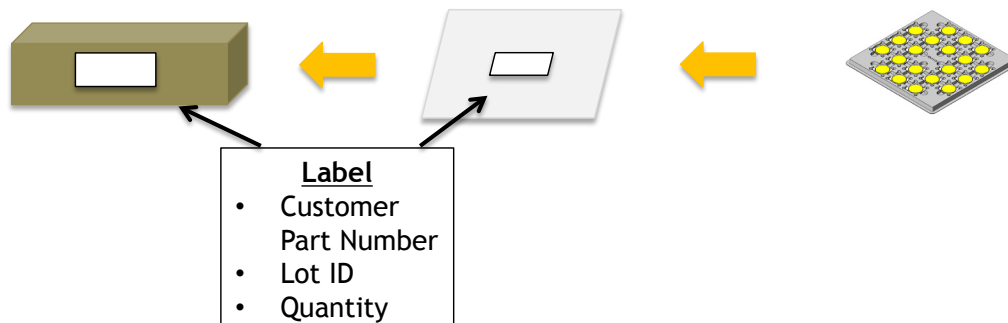 Label
• Customer
Part Number
• Lot ID
• Quantity